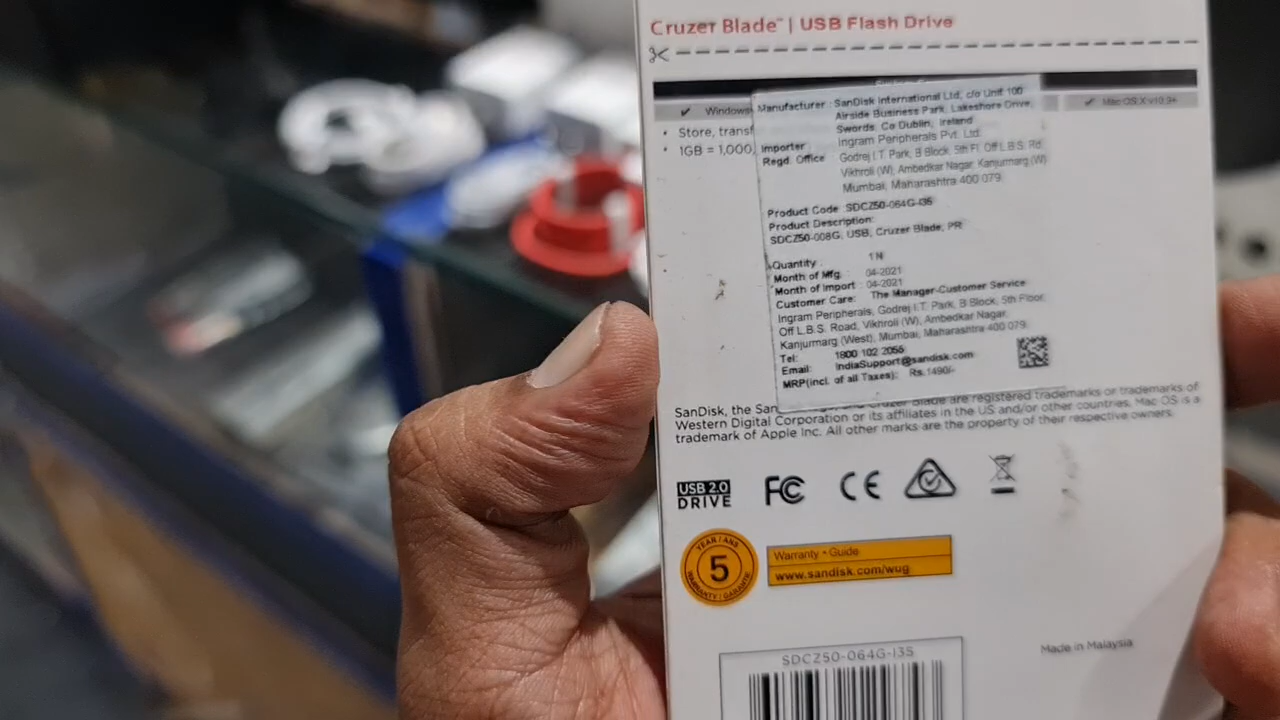 Cruzer Blade™ | USB Flash Drive
✔ Windows
✔ Mac OS X v10.9+
• Store, transf
• 1GB = 1,000,
Manufacturer : SanDisk International Ltd, c/o Unit 100
Airside Business Park, Lakeshore Drive,
Swords. Co Dublin, Ireland
Importer Ingram Peripherals Pvt. Ltd.
Regd. Office Godrej I.T. Park, B Block, 5th Fl. Off L.B.S. Rd.
Vikhroli (W), Ambedkar Nagar, Kanjurmarg (W)
Mumbai, Maharashtra 400 079.
Product Code : SDCZ50-064G-I35
Product Description:
SDCZ50-008G, USB, Cruzer Blade, PR
Quantity : 1 N
Month of Mfg. : 04-2021
Month of Import : 04-2021
Customer Care: The Manager-Customer Service
Ingram Peripherals, Godrej I.T. Park, B Block, 5th Floor,
Off L.B.S. Road, Vikhroli (W), Ambedkar Nagar,
Kanjurmarg (West), Mumbai, Maharashtra 400 079.
Tel: 1800 102 2055
Email: IndiaSupport@sandisk.com
MRP(incl. of all Taxes): Rs.1490/-
SanDisk, the San Cruzer Blade are registered trademarks or trademarks of
Western Digital Corporation or its affiliates in the US and/or other countries. Mac OS is a
trademark of Apple Inc. All other marks are the property of their respective owners.
USB 2.0
DRIVE
FC CE
YEAR / ANS
5
WARRANTY / GARANTIE
Warranty • Guide
www.sandisk.com/wug
Made in Malaysia
SDCZ50-064G-I35